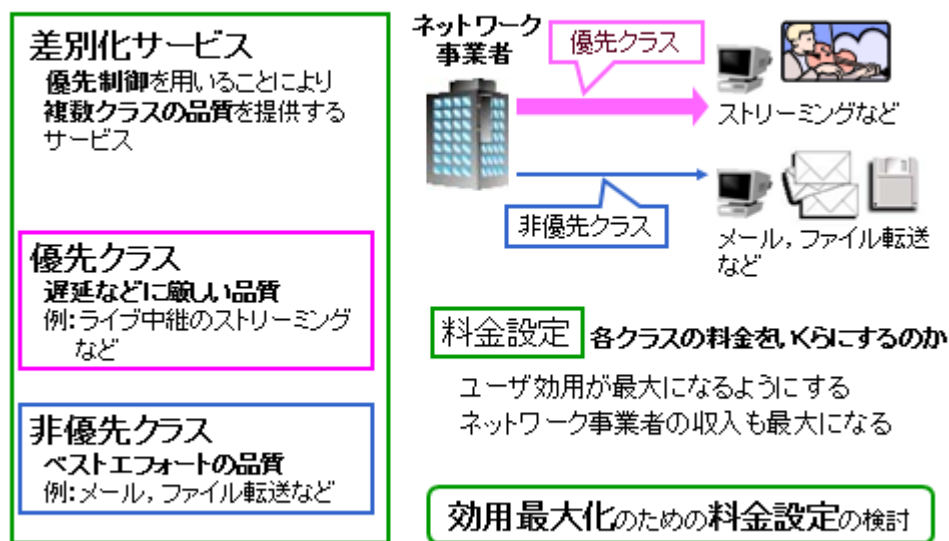 差別化サービス
優先制御を用いることにより
複数クラスの品質を提供する
サービス
優先クラス
遅延などに厳しい品質
例:ライブ中継のストリーミング
など
非優先クラス
ベストエフォートの品質
例:メール,ファイル転送など
ネットワーク
事業者
優先クラス
ストリーミングなど
非優先クラス
メール,ファイル転送
など
料金設定 各クラスの料金をいくらにするのか
ユーザ効用が最大になるようにする
ネットワーク事業者の収入も最大になる
効用最大化のための料金設定の検討